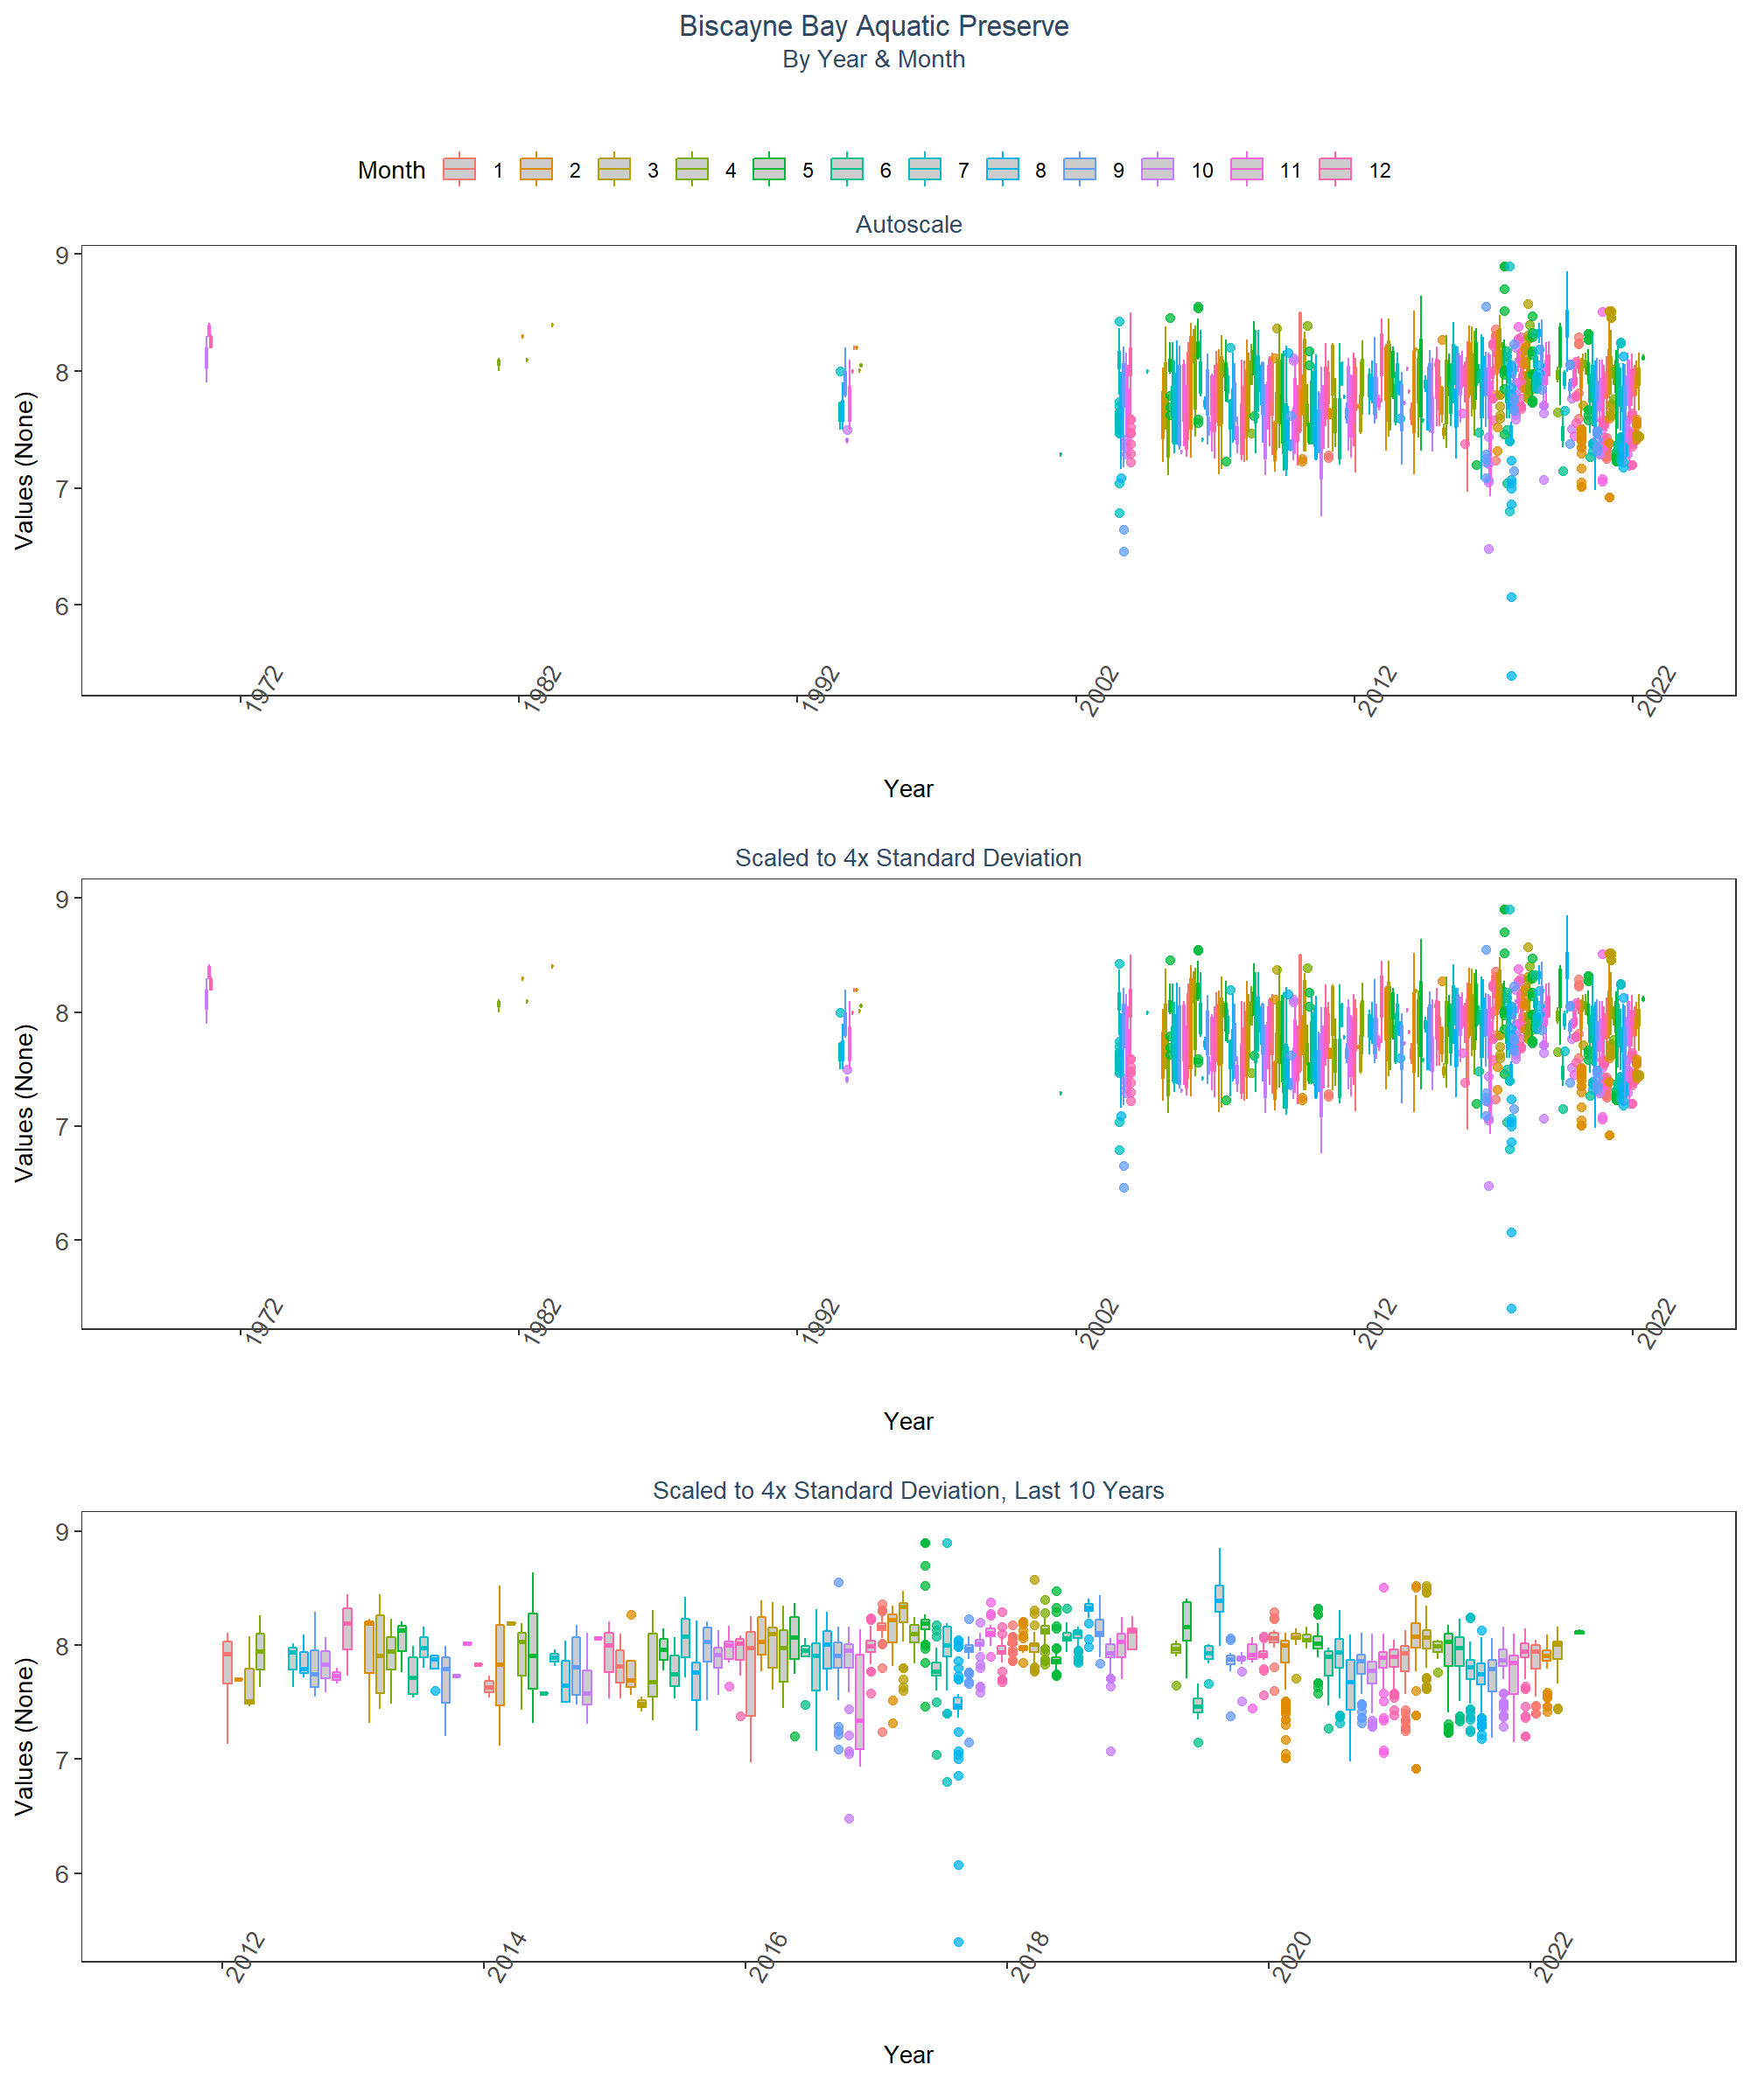 Biscayne Bay Aquatic Preserve
By Year & Month
Month 1 2 3 4 5 6 7 8 9 10 11 12
Autoscale
Values (None)
9
8
7
6
1972 1982 1992 2002 2012 2022
Year
Scaled to 4x Standard Deviation
Values (None)
9
8
7
6
1972 1982 1992 2002 2012 2022
Year
Scaled to 4x Standard Deviation, Last 10 Years
Values (None)
9
8
7
6
2012 2014 2016 2018 2020 2022
Year